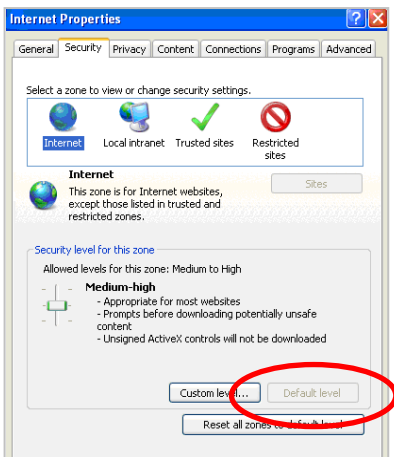 Internet Properties
General Security Privacy Content Connections Programs Advanced
Select a zone to view or change security settings.
Internet Local intranet Trusted sites Restricted
sites
Internet
Sites
This zone is for Internet websites,
except those listed in trusted and
restricted zones.
Security level for this zone
Allowed levels for this zone: Medium to High
Medium-high
- Appropriate for most websites
- Prompts before downloading potentially unsafe
content
- Unsigned ActiveX controls will not be downloaded
Custom level... Default level
Reset all zones to default level